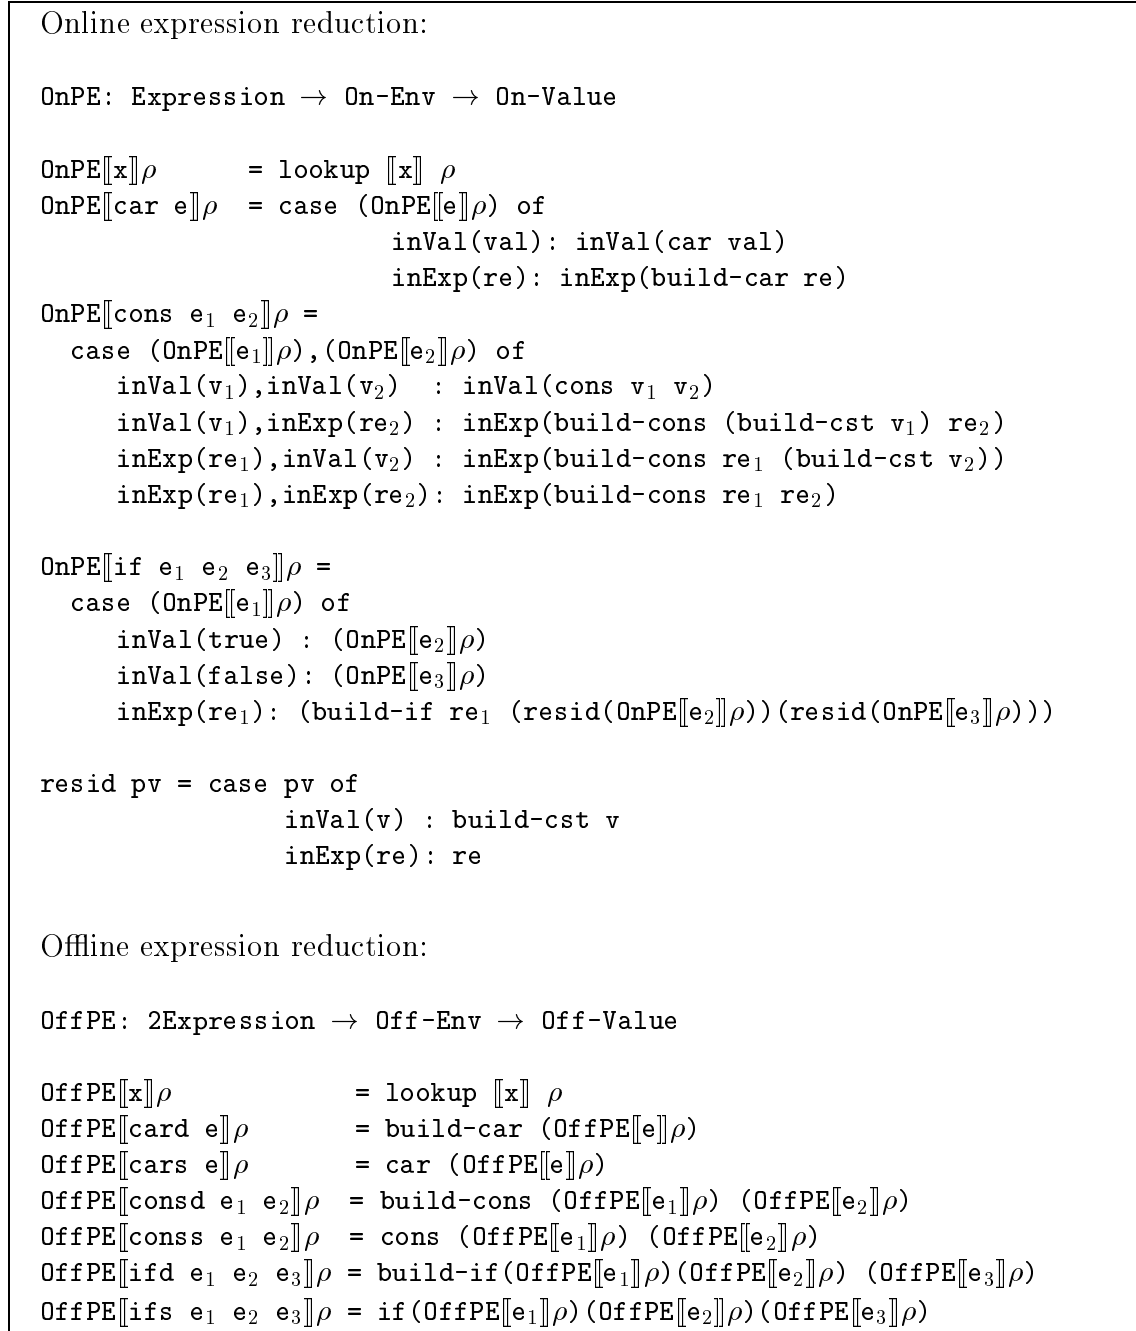 Online expression reduction:
OnPE: Expression → On-Env → On-Value
OnPE⟦x⟧ρ = lookup ⟦x⟧ ρ
OnPE⟦car e⟧ρ = case (OnPE⟦e⟧ρ) of
inVal(val): inVal(car val)
inExp(re): inExp(build-car re)
OnPE⟦cons e₁ e₂⟧ρ =
case (OnPE⟦e₁⟧ρ),(OnPE⟦e₂⟧ρ) of
inVal(v₁),inVal(v₂) : inVal(cons v₁ v₂)
inVal(v₁),inExp(re₂) : inExp(build-cons (build-cst v₁) re₂)
inExp(re₁),inVal(v₂) : inExp(build-cons re₁ (build-cst v₂))
inExp(re₁),inExp(re₂): inExp(build-cons re₁ re₂)
OnPE⟦if e₁ e₂ e₃⟧ρ =
case (OnPE⟦e₁⟧ρ) of
inVal(true) : (OnPE⟦e₂⟧ρ)
inVal(false): (OnPE⟦e₃⟧ρ)
inExp(re₁): (build-if re₁ (resid(OnPE⟦e₂⟧ρ))(resid(OnPE⟦e₃⟧ρ)))
resid pv = case pv of
inVal(v) : build-cst v
inExp(re): re
Offline expression reduction:
OffPE: 2Expression → Off-Env → Off-Value
OffPE⟦x⟧ρ = lookup ⟦x⟧ ρ
OffPE⟦card e⟧ρ = build-car (OffPE⟦e⟧ρ)
OffPE⟦cars e⟧ρ = car (OffPE⟦e⟧ρ)
OffPE⟦consd e₁ e₂⟧ρ = build-cons (OffPE⟦e₁⟧ρ) (OffPE⟦e₂⟧ρ)
OffPE⟦conss e₁ e₂⟧ρ = cons (OffPE⟦e₁⟧ρ) (OffPE⟦e₂⟧ρ)
OffPE⟦ifd e₁ e₂ e₃⟧ρ = build-if(OffPE⟦e₁⟧ρ)(OffPE⟦e₂⟧ρ) (OffPE⟦e₃⟧ρ)
OffPE⟦ifs e₁ e₂ e₃⟧ρ = if(OffPE⟦e₁⟧ρ)(OffPE⟦e₂⟧ρ)(OffPE⟦e₃⟧ρ)